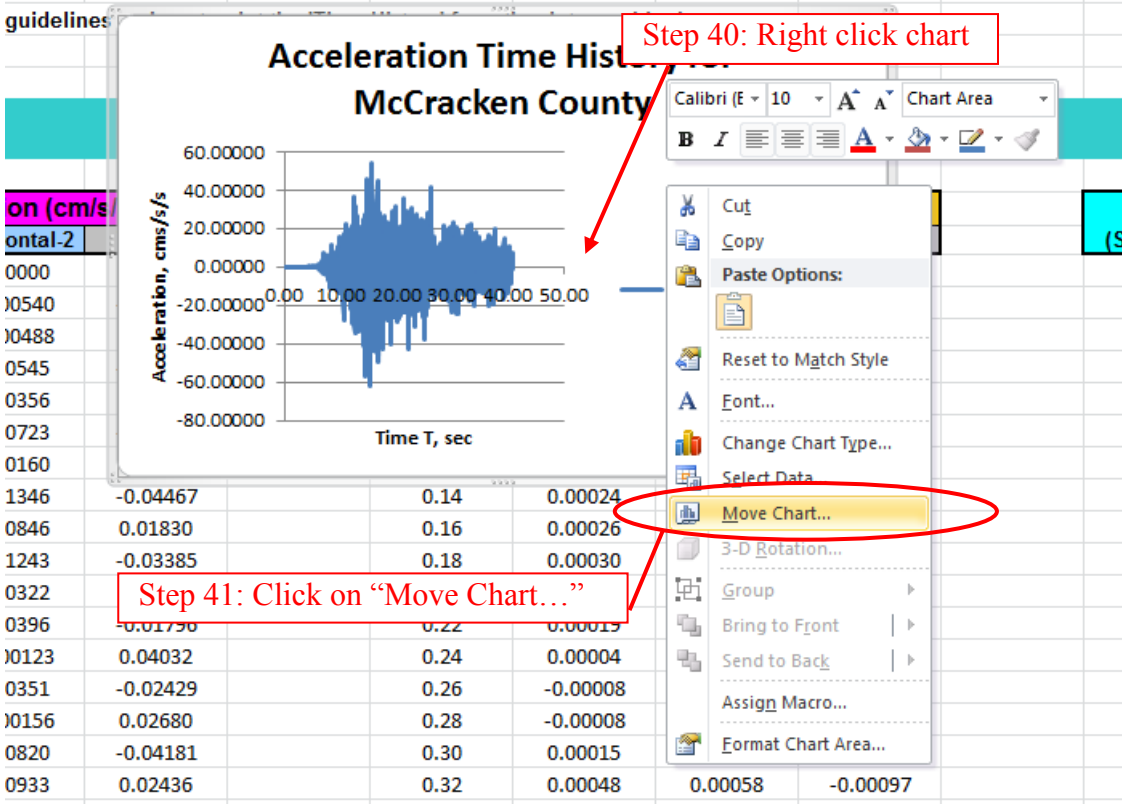 guidelines
Step 40: Right click chart
Acceleration Time History for
McCracken County
Calibri (E 10 A A Chart Area
B I A
on (cm/s/
ontal-2
(S
60.00000
40.00000
20.00000
0.00000
-20.00000
-40.00000
-60.00000
-80.00000
Acceleration, cms/s/s
0.00 10.00 20.00 30.00 40.00 50.00
Time T, sec
Cut
Copy
Paste Options:
Reset to Match Style
A Font...
Change Chart Type...
Select Data...
Move Chart...
3-D Rotation...
Group
Bring to Front
Send to Back
Assign Macro...
Format Chart Area...
Step 41: Click on “Move Chart…”
00000
00540
00488
0545
0356
0723
0160
1346 -0.04467 0.14 0.00024
0846 0.01830 0.16 0.00026
1243 -0.03385 0.18 0.00030
0322
0396 -0.01796 0.22 0.00019
00123 0.04032 0.24 0.00004
0351 -0.02429 0.26 -0.00008
00156 0.02680 0.28 -0.00008
0820 -0.04181 0.30 0.00015
0933 0.02436 0.32 0.00048 0.00058 -0.00097